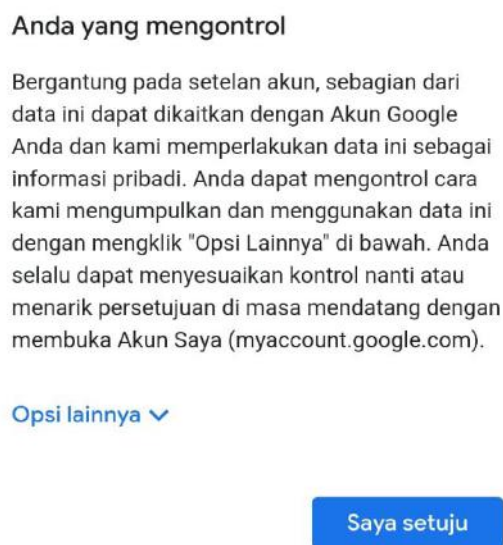 Anda yang mengontrol
Bergantung pada setelan akun, sebagian dari
data ini dapat dikaitkan dengan Akun Google
Anda dan kami memperlakukan data ini sebagai
informasi pribadi. Anda dapat mengontrol cara
kami mengumpulkan dan menggunakan data ini
dengan mengklik "Opsi Lainnya" di bawah. Anda
selalu dapat menyesuaikan kontrol nanti atau
menarik persetujuan di masa mendatang dengan
membuka Akun Saya (myaccount.google.com).
Opsi lainnya
Saya setuju